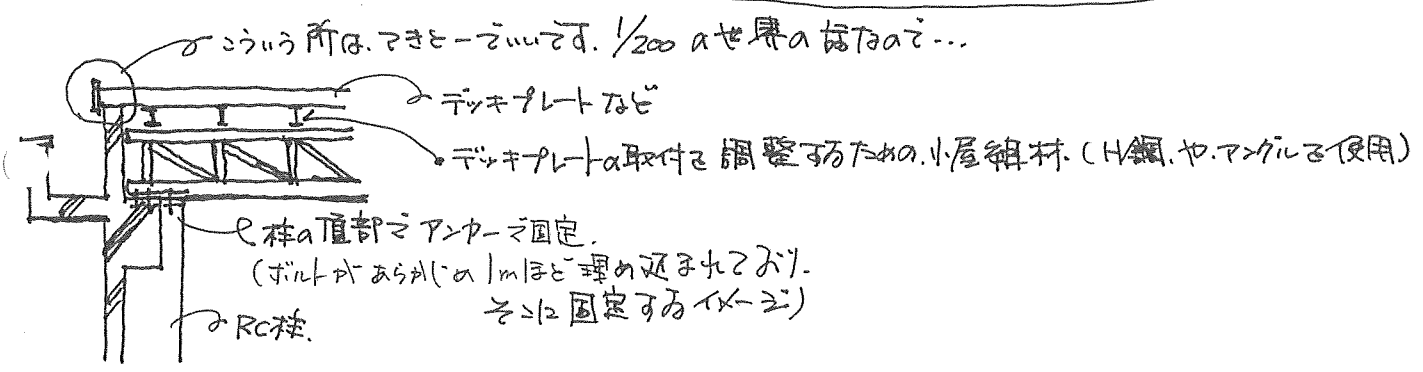 こういう所は、てきとーでいいです。1/200の世界の話なので…
デッキプレートなど
デッキプレートの取付を調整するための、小屋組材。(H鋼、や、アングルを使用)
柱の頂部でアンカーで固定。
(ボルトがあらかじめ1mほど埋め込まれており、
そこに固定するイメージ)
RC柱。